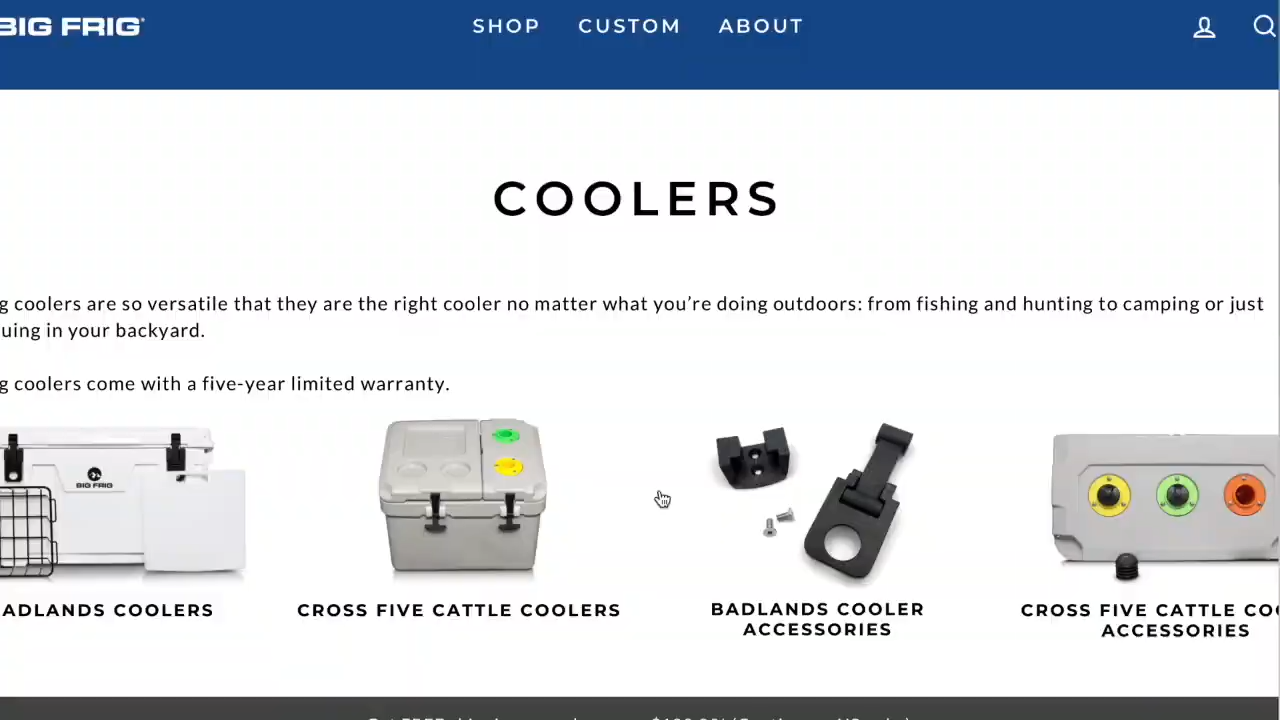 BIG FRIG
SHOP CUSTOM ABOUT
COOLERS
g coolers are so versatile that they are the right cooler no matter what you’re doing outdoors: from fishing and hunting to camping or just
uing in your backyard.
g coolers come with a five-year limited warranty.
BIG FRIG
ADLANDS COOLERS
CROSS FIVE CATTLE COOLERS
BADLANDS COOLER
ACCESSORIES
CROSS FIVE CATTLE CO
ACCESSORIES